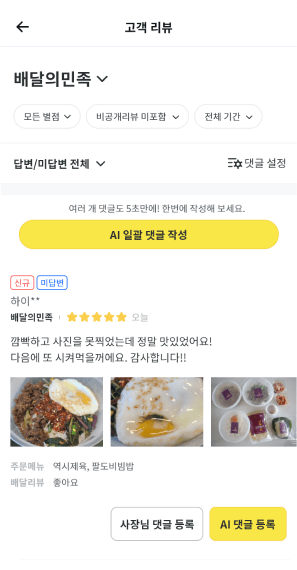 고객 리뷰
배달의민족
모든 별점 비공개리뷰 미포함 전체 기간
답변/미답변 전체 댓글 설정
여러 개 댓글도 5초만에! 한번에 작성해 보세요.
AI 일괄 댓글 작성
신규 미답변
하이**
배달의민족 오늘
깜빡하고 사진을 못찍었는데 정말 맛있었어요!
다음에 또 시켜먹을꺼에요. 감사합니다!!
주문메뉴 역시제육, 팔도비빔밥
배달리뷰 좋아요
사장님 댓글 등록 AI 댓글 등록